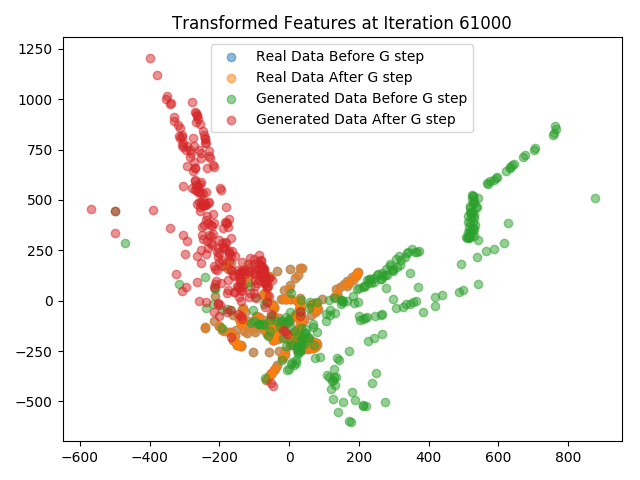 Transformed Features at Iteration 61000
Real Data Before G step
Real Data After G step
Generated Data Before G step
Generated Data After G step
1250
1000
750
500
250
0
−250
−500
−600 −400 −200 0 200 400 600 800